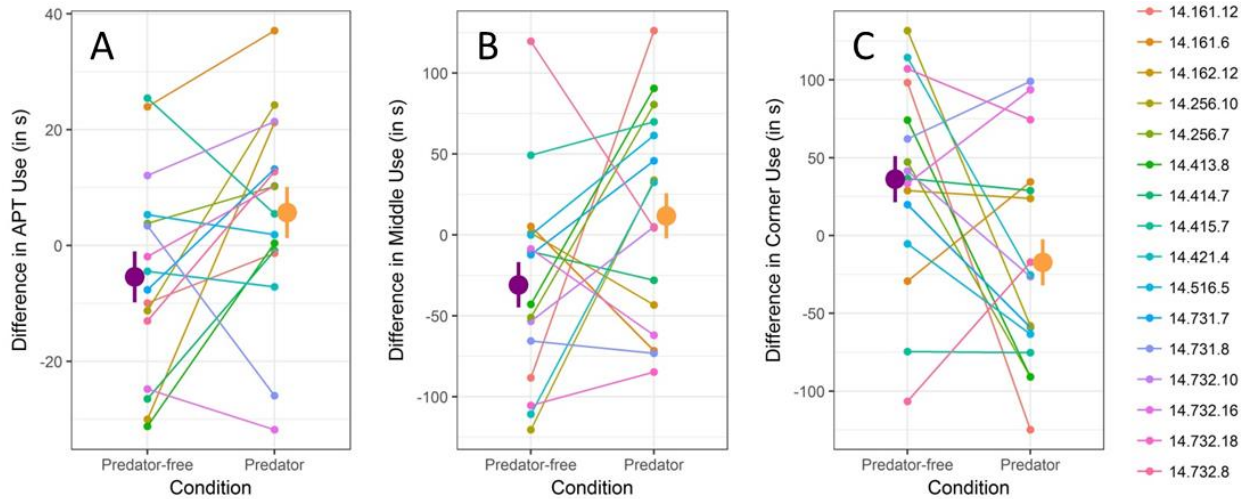 A
Difference in APT Use (in s)
40
20
0
-20
Predator-free
Predator
Condition
B
Difference in Middle Use (in s)
100
50
0
-50
-100
Predator-free
Predator
Condition
C
Difference in Corner Use (in s)
100
50
0
-50
-100
Predator-free
Predator
Condition
14.161.12
14.161.6
14.162.12
14.256.10
14.256.7
14.413.8
14.414.7
14.415.7
14.421.4
14.516.5
14.731.7
14.731.8
14.732.10
14.732.16
14.732.18
14.732.8